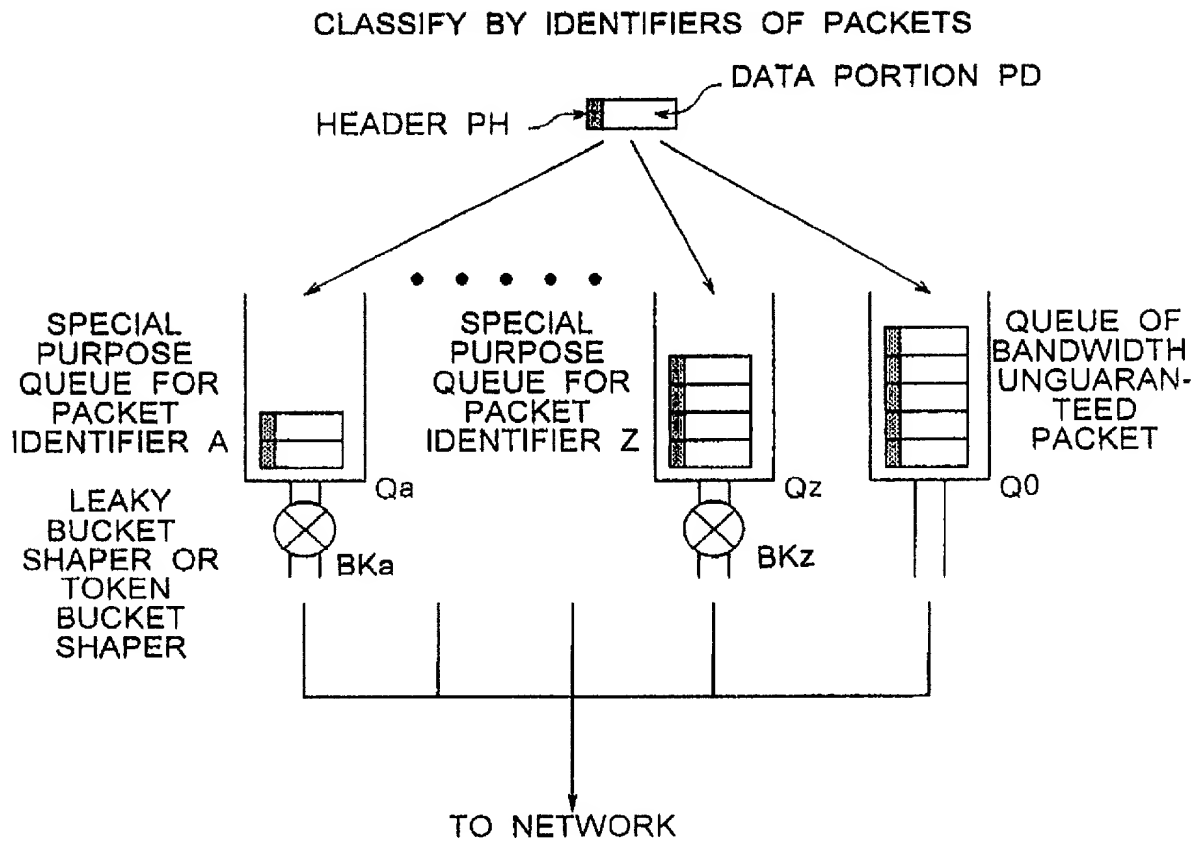 CLASSIFY BY IDENTIFIERS OF PACKETS
DATA PORTION PD
HEADER PH
SPECIAL
PURPOSE
QUEUE FOR
PACKET
IDENTIFIER A
Qa
SPECIAL
PURPOSE
QUEUE FOR
PACKET
IDENTIFIER Z
Qz
QUEUE OF
BANDWIDTH
UNGUARAN-
TEED
PACKET
Q0
LEAKY
BUCKET
SHAPER OR
TOKEN
BUCKET
SHAPER
BKa
BKz
TO NETWORK